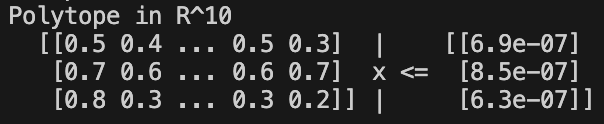 Polytope in R^10
[[0.5 0.4 ... 0.5 0.3] | [[6.9e-07]
[0.7 0.6 ... 0.6 0.7] x <= [8.5e-07]
[0.8 0.3 ... 0.3 0.2]] | [6.3e-07]]